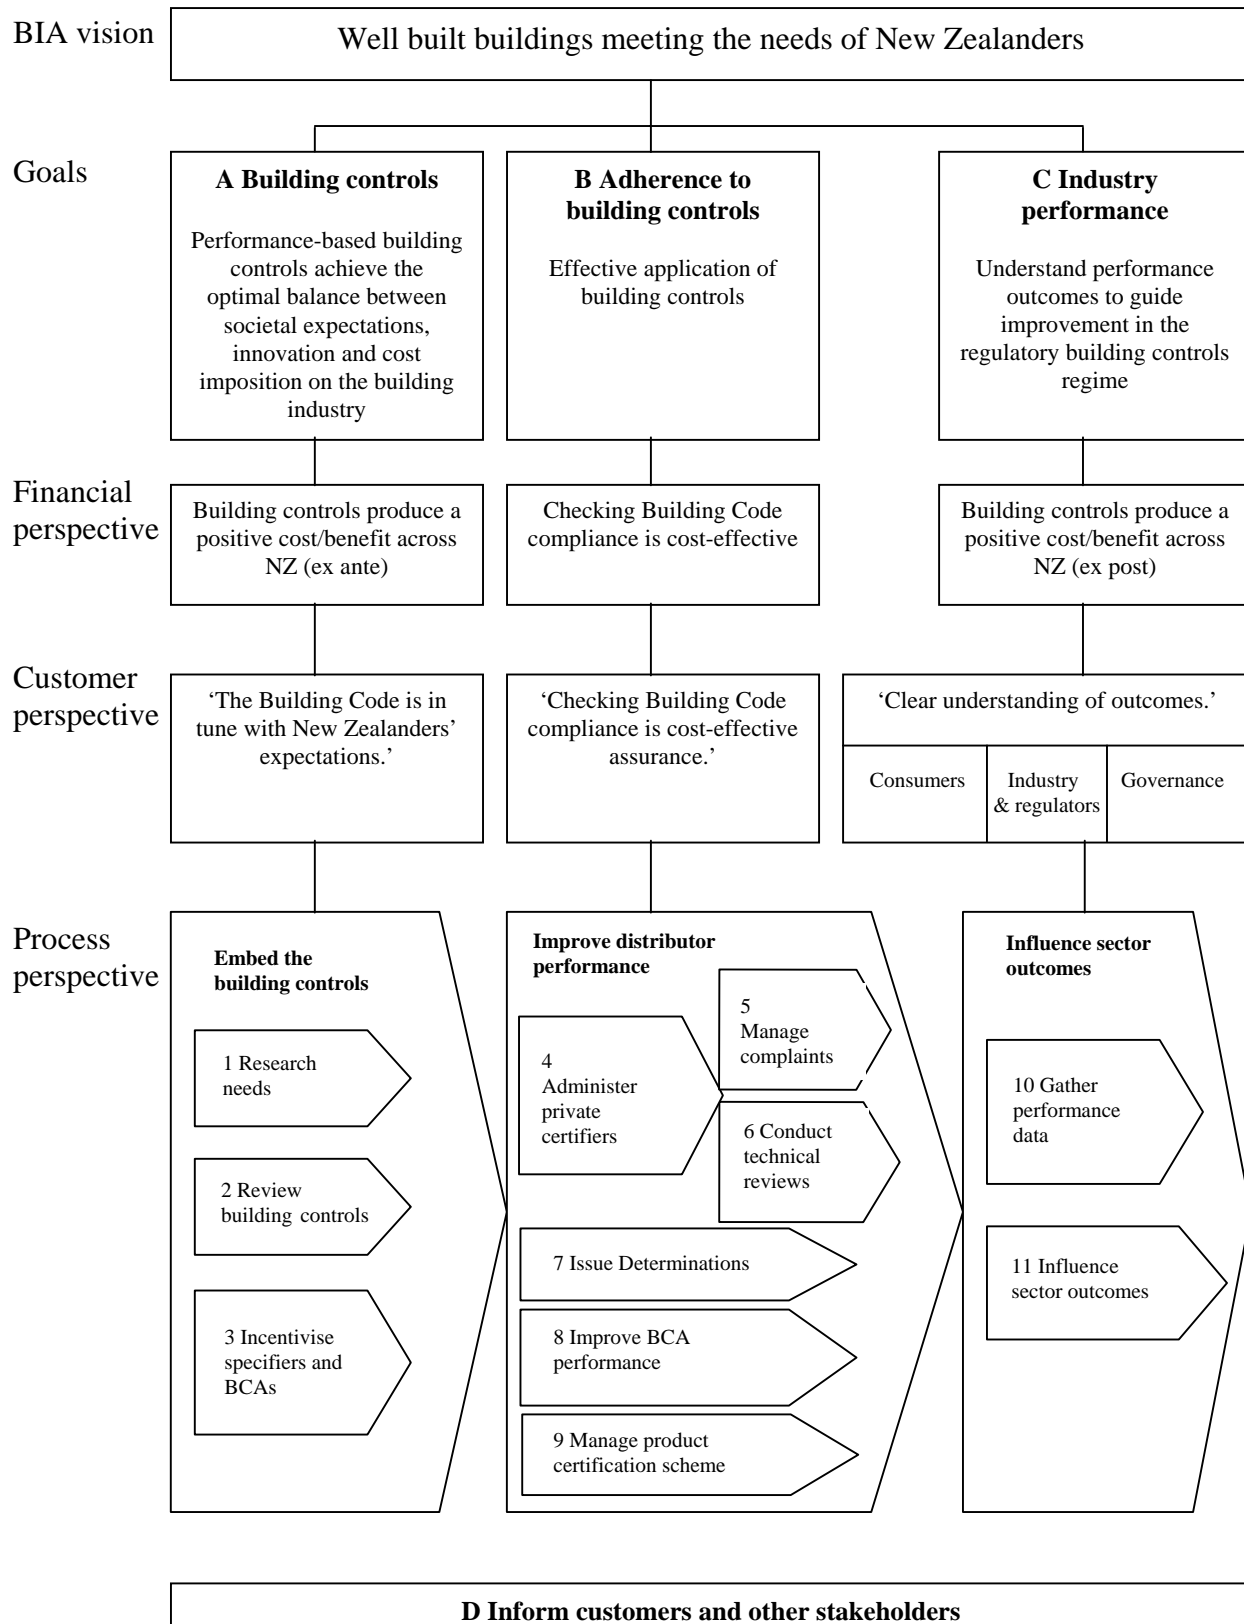 BIA vision
Well built buildings meeting the needs of New Zealanders
Goals
A Building controls
Performance-based building
controls achieve the
optimal balance between
societal expectations,
innovation and cost
imposition on the building
industry
B Adherence to
building controls
Effective application of
building controls
C Industry
performance
Understand performance
outcomes to guide
improvement in the
regulatory building controls
regime
Financial
perspective
Building controls produce a
positive cost/benefit across
NZ (ex ante)
Checking Building Code
compliance is cost-effective
Building controls produce a
positive cost/benefit across
NZ (ex post)
Customer
perspective
‘The Building Code is in
tune with New Zealanders’
expectations.’
‘Checking Building Code
compliance is cost-effective
assurance.’
‘Clear understanding of outcomes.’
Consumers
Industry
& regulators
Governance
Process
perspective
Embed the
building controls
1 Research
needs
2 Review
building controls
3 Incentivise
specifiers and
BCAs
Improve distributor
performance
4
Administer
private
certifiers
5
Manage
complaints
6 Conduct
technical
reviews
7 Issue Determinations
8 Improve BCA
performance
9 Manage product
certification scheme
Influence sector
outcomes
10 Gather
performance
data
11 Influence
sector outcomes
D Inform customers and other stakeholders